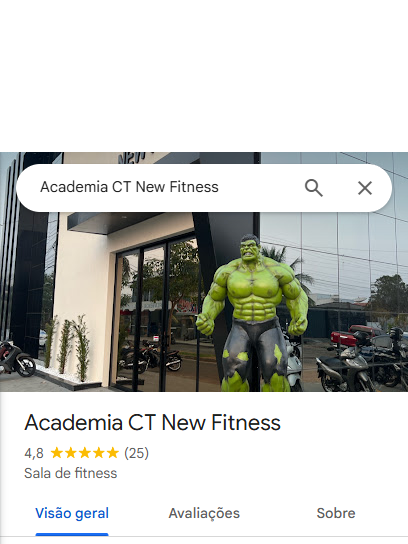 Academia CT New Fitness
Academia CT New Fitness
4,8 (25)
Sala de fitness
Visão geral Avaliações Sobre